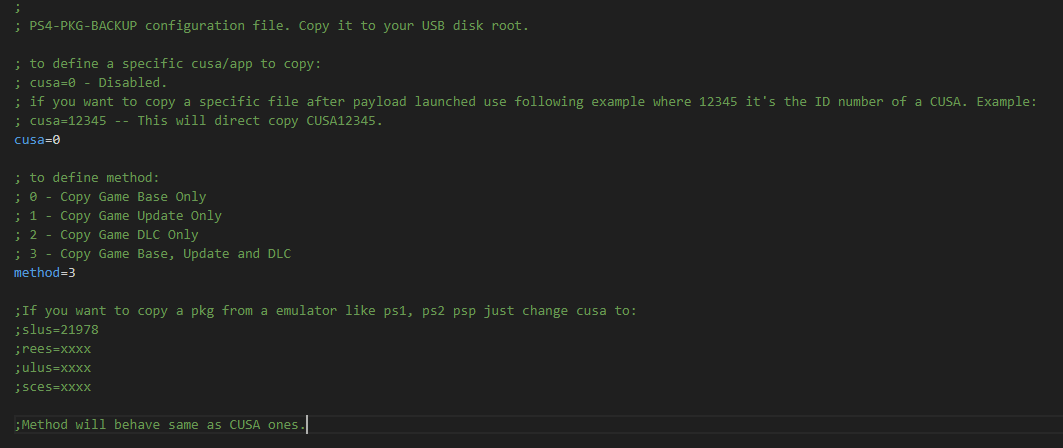 ;
; PS4-PKG-BACKUP configuration file. Copy it to your USB disk root.
; to define a specific cusa/app to copy:
; cusa=0 - Disabled.
; if you want to copy a specific file after payload launched use following example where 12345 it's the ID number of a CUSA. Example:
; cusa=12345 -- This will direct copy CUSA12345.
cusa=0
; to define method:
; 0 - Copy Game Base Only
; 1 - Copy Game Update Only
; 2 - Copy Game DLC Only
; 3 - Copy Game Base, Update and DLC
method=3
;If you want to copy a pkg from a emulator like ps1, ps2 psp just change cusa to:
;slus=21978
;rees=xxxx
;ulus=xxxx
;sces=xxxx
;Method will behave same as CUSA ones.